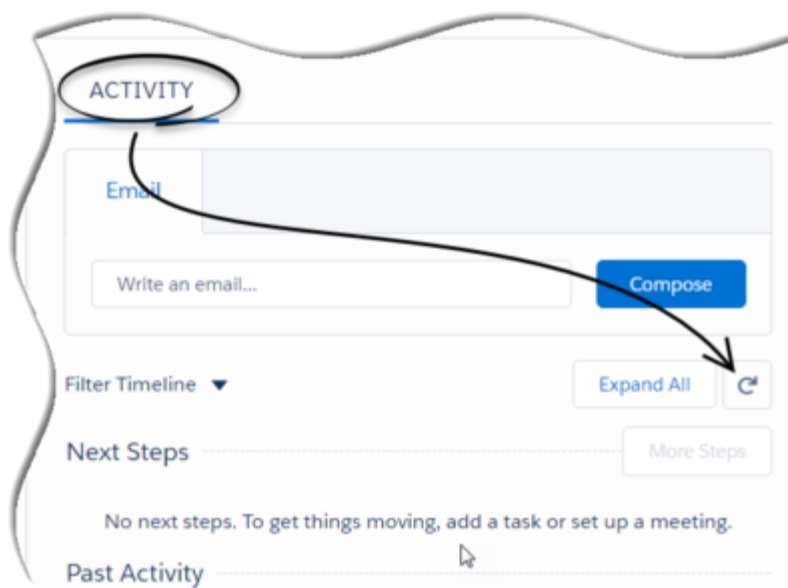 ACTIVITY
Email
Write an email...
Compose
Filter Timeline
Expand All
Next Steps
More Steps
No next steps. To get things moving, add a task or set up a meeting.
Past Activity